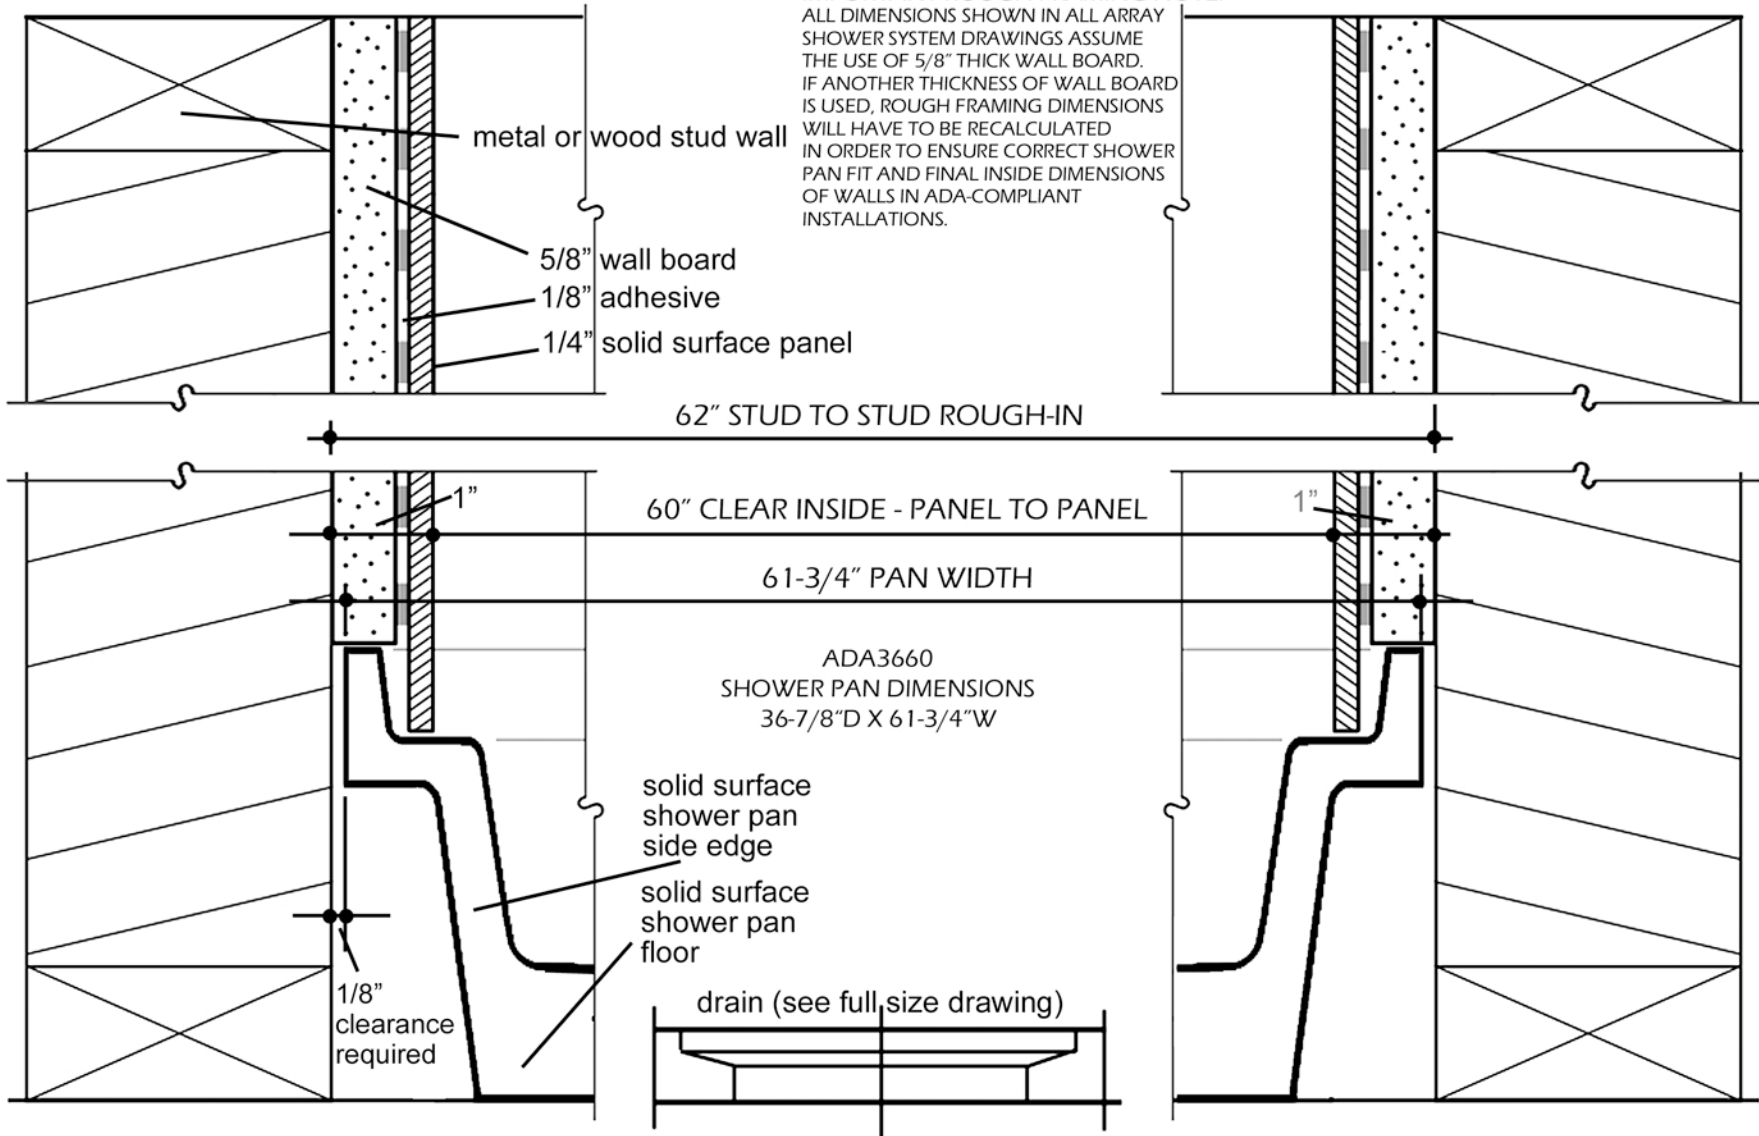 ALL DIMENSIONS SHOWN IN ALL ARRAY
SHOWER SYSTEM DRAWINGS ASSUME
THE USE OF 5/8" THICK WALL BOARD.
IF ANOTHER THICKNESS OF WALL BOARD
IS USED, ROUGH FRAMING DIMENSIONS
WILL HAVE TO BE RECALCULATED
IN ORDER TO ENSURE CORRECT SHOWER
PAN FIT AND FINAL INSIDE DIMENSIONS
OF WALLS IN ADA-COMPLIANT
INSTALLATIONS.
metal or wood stud wall
5/8” wall board
1/8” adhesive
1/4” solid surface panel
62” STUD TO STUD ROUGH-IN
1”
60” CLEAR INSIDE - PANEL TO PANEL
1”
61-3/4” PAN WIDTH
ADA3660
SHOWER PAN DIMENSIONS
36-7/8"D X 61-3/4"W
solid surface
shower pan
side edge
solid surface
shower pan
floor
1/8”
clearance
required
drain (see full size drawing)